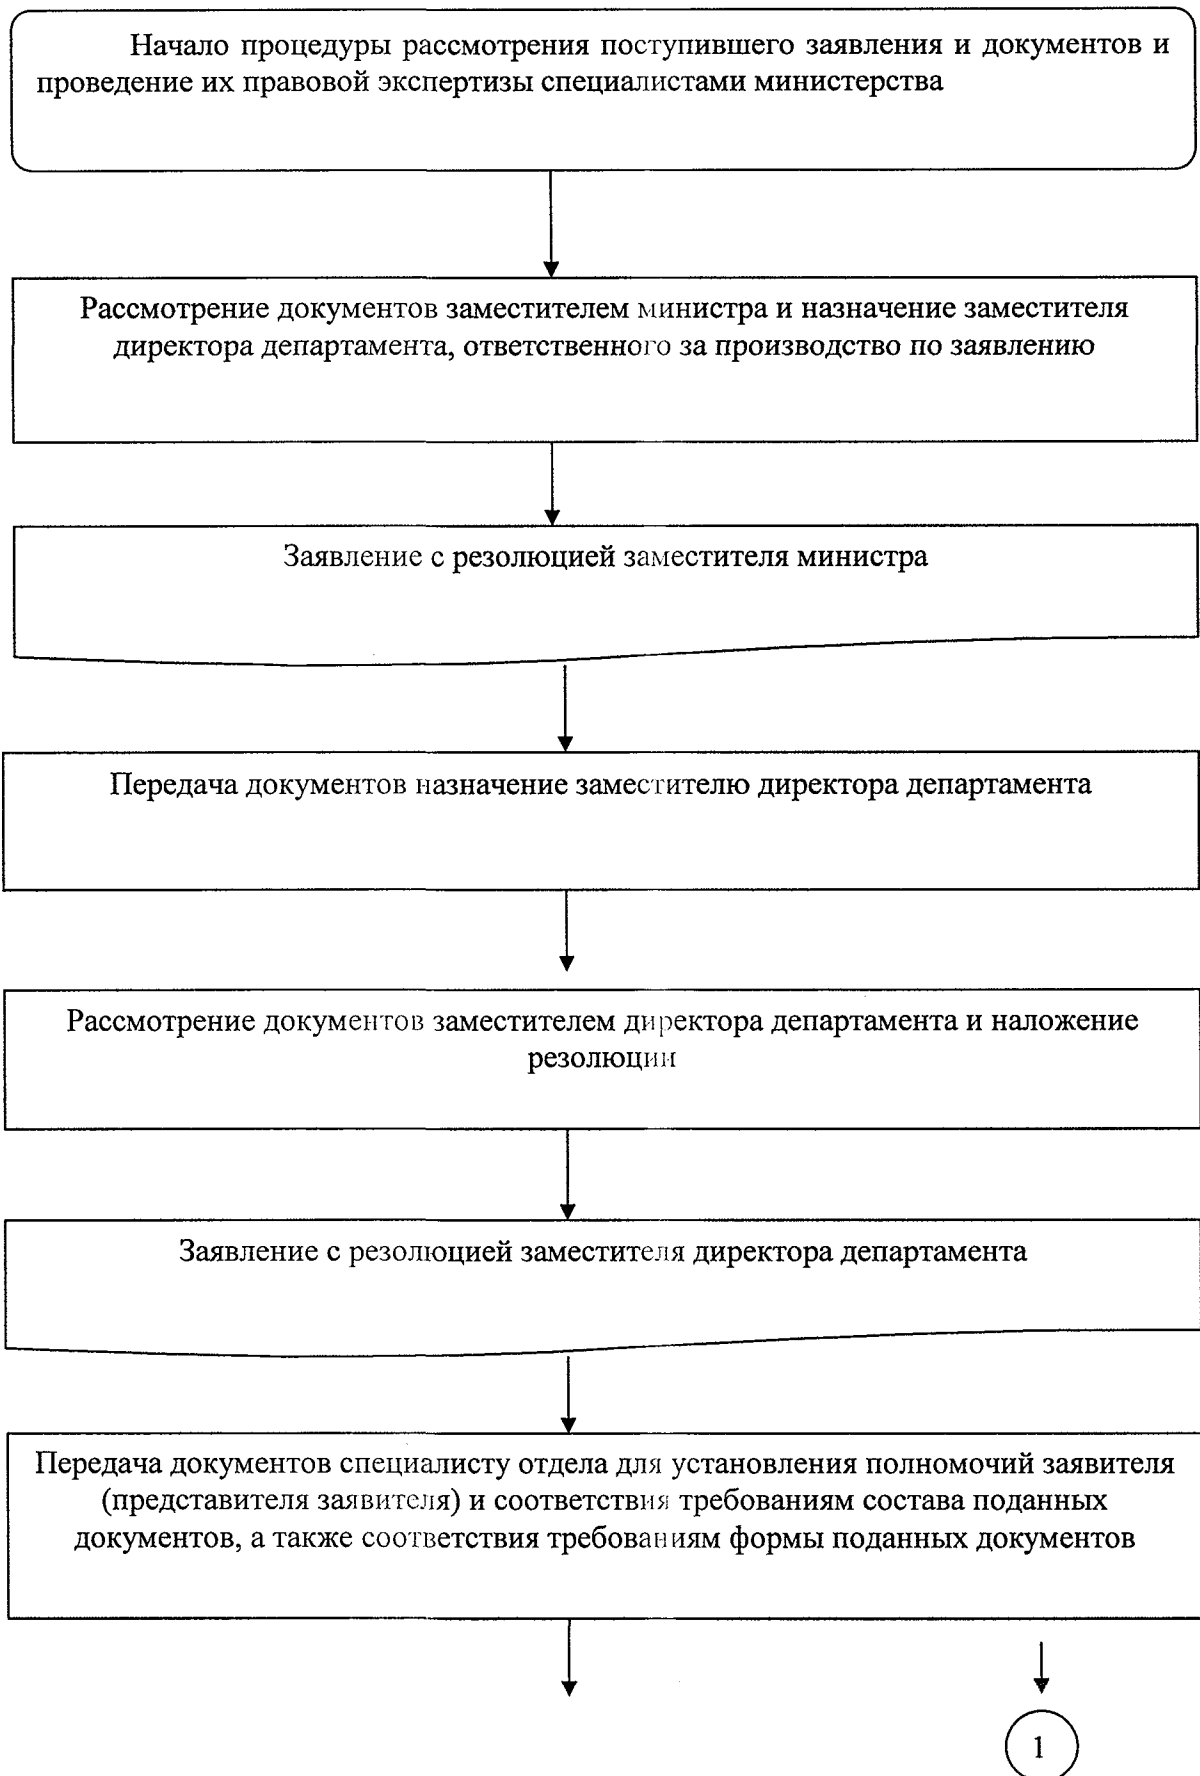 Начало процедуры рассмотрения поступившего заявления и документов и
проведение их правовой экспертизы специалистами министерства
Рассмотрение документов заместителем министра и назначение заместителя
директора департамента, ответственного за производство по заявлению
Заявление с резолюцией заместителя министра
Передача документов назначение заместителю директора департамента
Рассмотрение документов заместителем директора департамента и наложение
резолюции
Заявление с резолюцией заместителя директора департамента
Передача документов специалисту отдела для установления полномочий заявителя
(представителя заявителя) и соответствия требованиям состава поданных
документов, а также соответствия требованиям формы поданных документов
1